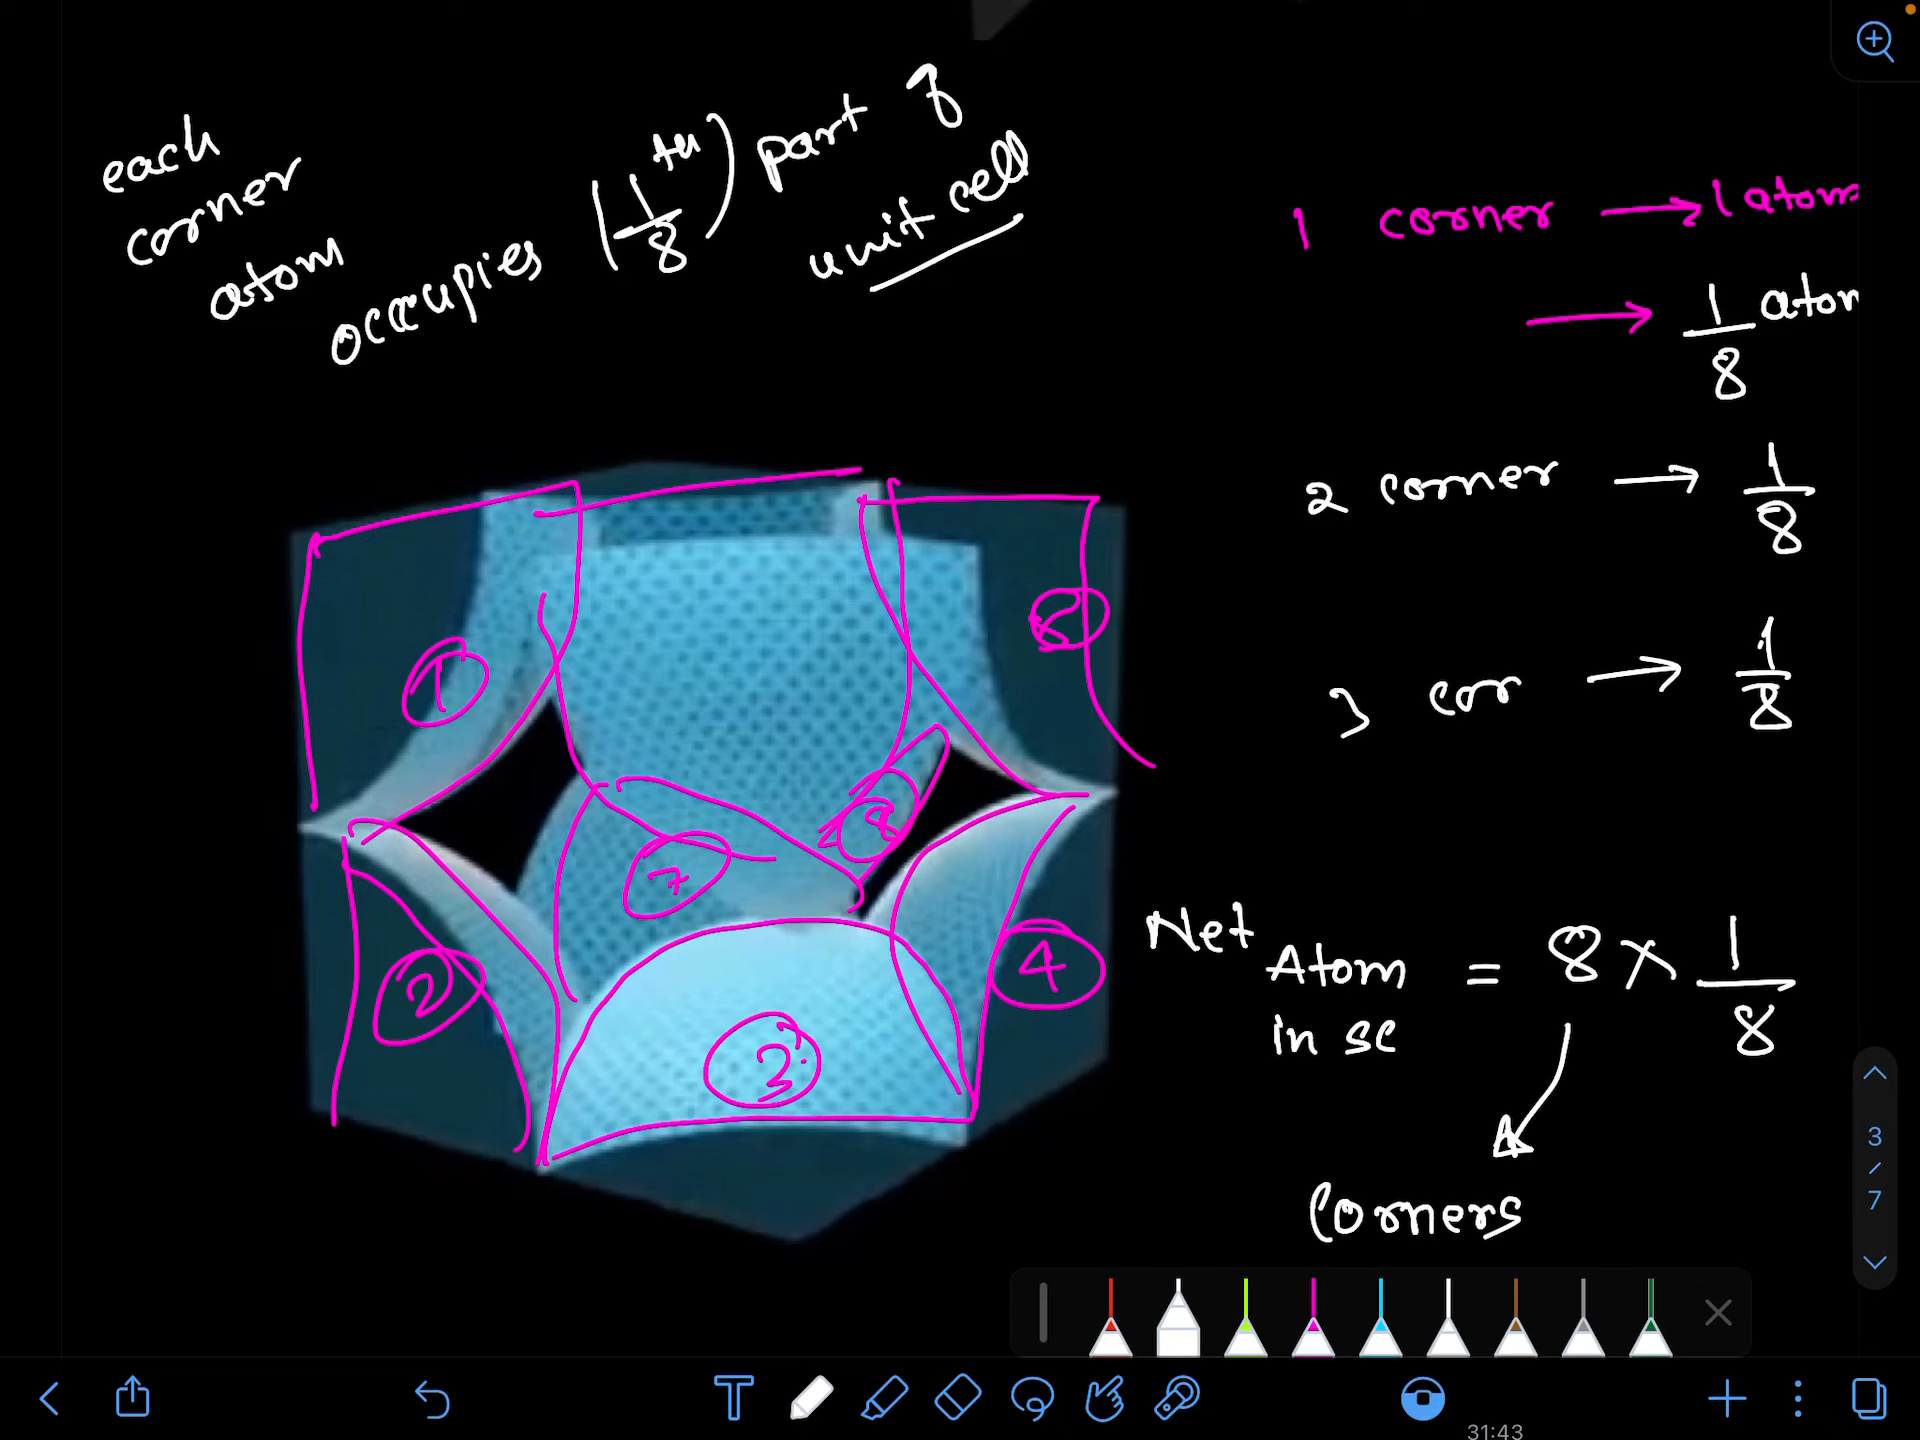 each
corner
atom
occupies (1/8 th) part of
unit cell
1 corner → 1 atom
→ 1/8 atom
2 corner → 1/8
3 cor → 1/8
1
7
2
3
4
Net Atom = 8 × 1/8
in sc
Corners
3
/
7
T
31:43